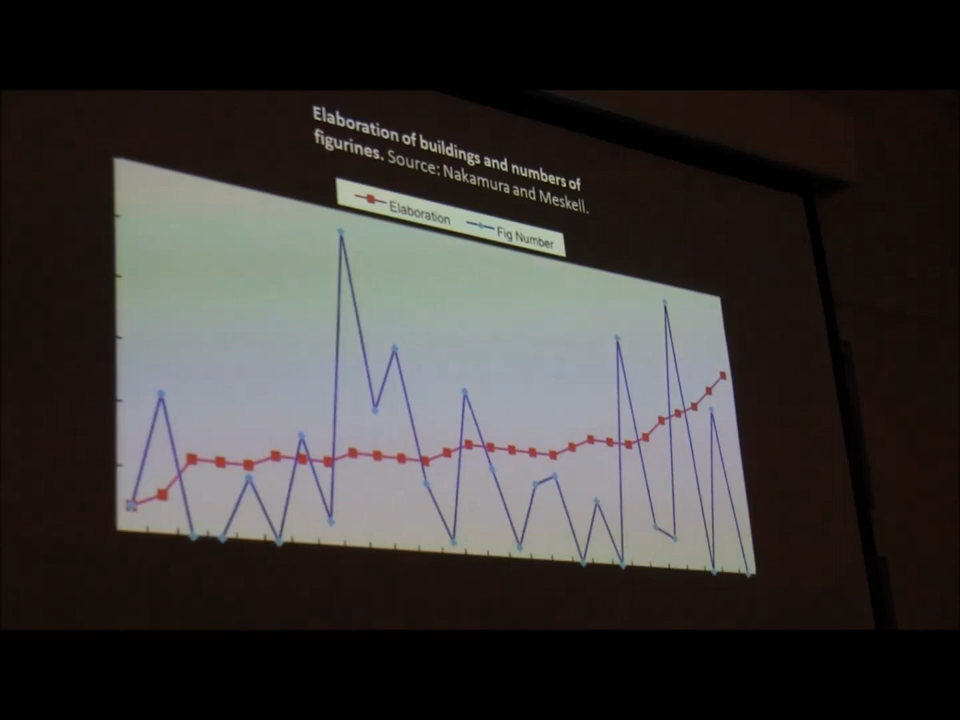 Elaboration of buildings and numbers of
figurines. Source: Nakamura and Meskell.
Elaboration Fig Number